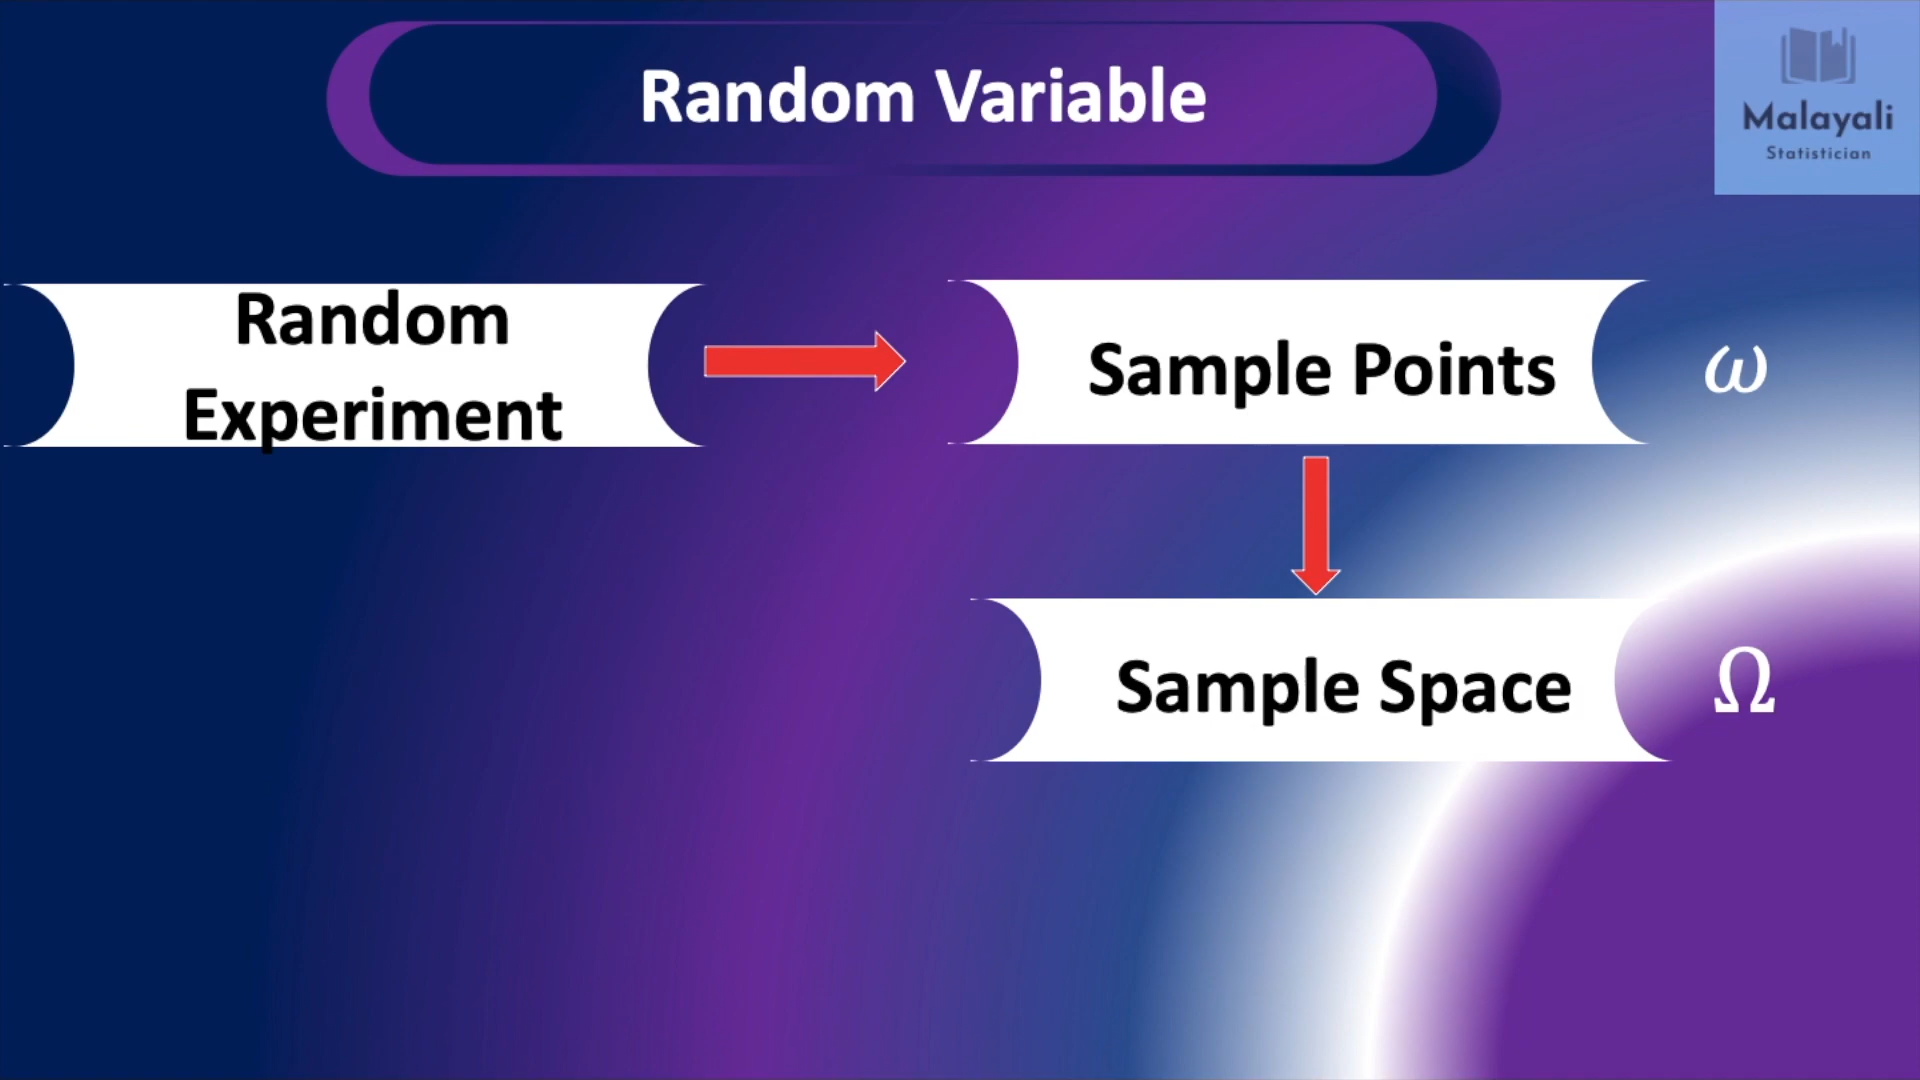 Random Variable
Malayali
Statistician
Random
Experiment
Sample Points
ω
Sample Space
Ω